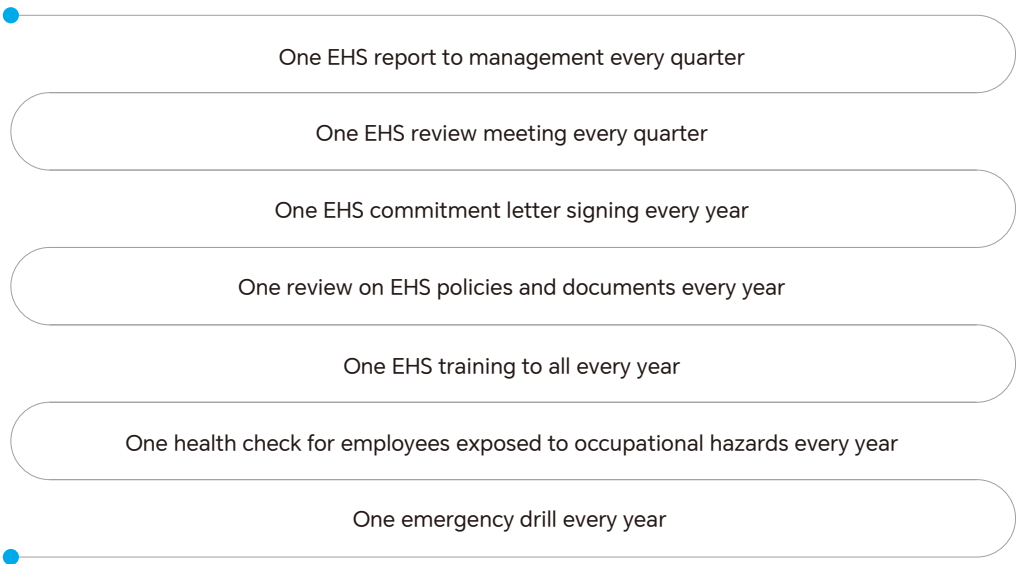 One EHS report to management every quarter
One EHS review meeting every quarter
One EHS commitment letter signing every year
One review on EHS policies and documents every year
One EHS training to all every year
One health check for employees exposed to occupational hazards every year
One emergency drill every year